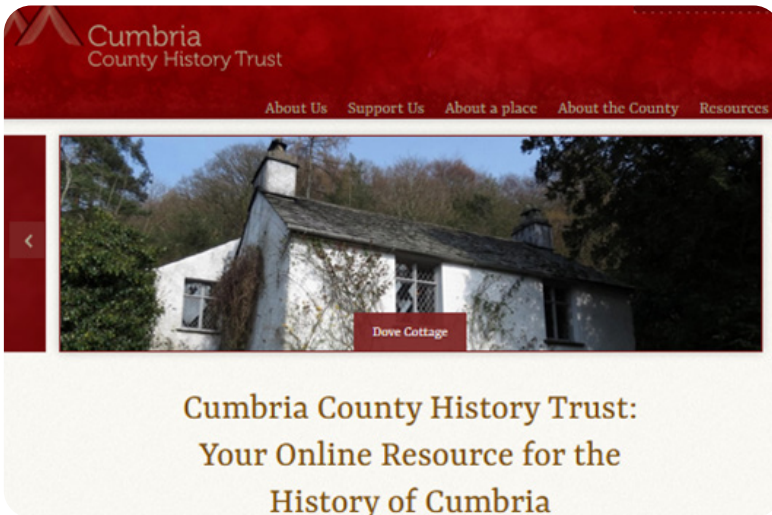 Cumbria
County History Trust
About Us Support Us About a place About the County Resources
Dove Cottage
Cumbria County History Trust:
Your Online Resource for the
History of Cumbria